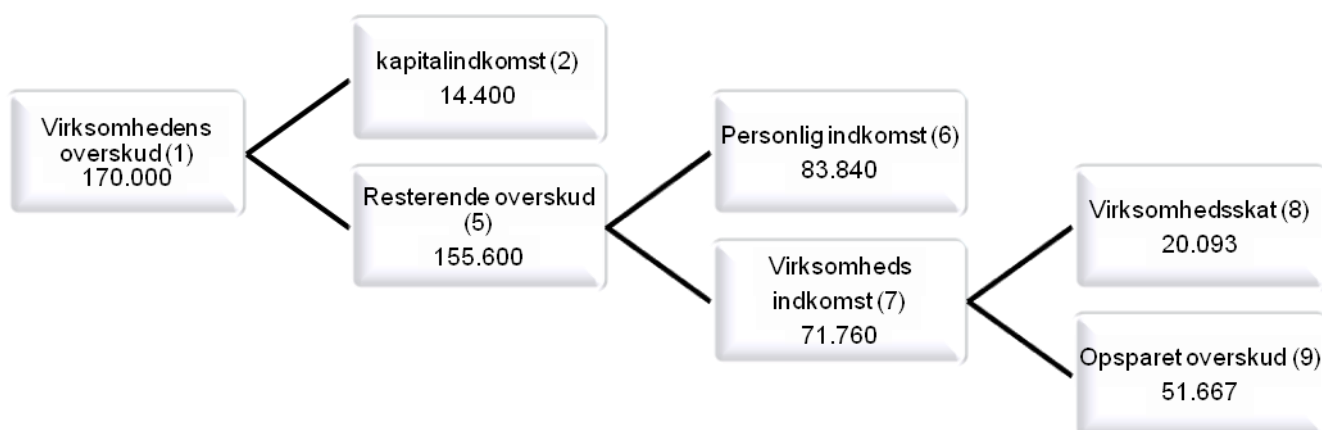 Virksomhedens
overskud (1)
170.000
kapitalindkomst (2)
14.400
Resterende overskud
(5)
155.600
Personlig indkomst (6)
83.840
Virksomheds
indkomst (7)
71.760
Virksomhedsskat (8)
20.093
Opsparet overskud (9)
51.667